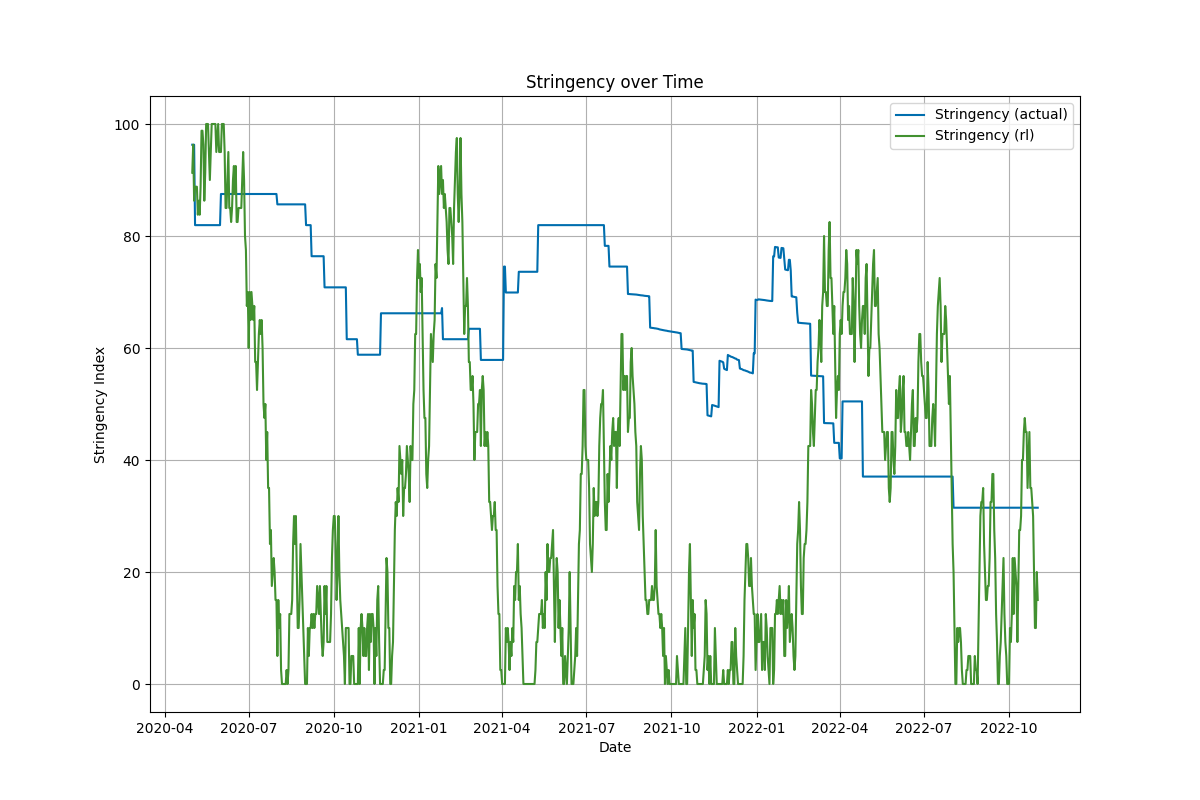 Stringency over Time
Stringency (actual)
Stringency (rl)
100
80
60
40
20
0
Stringency Index
2020-04 2020-07 2020-10 2021-01 2021-04 2021-07 2021-10 2022-01 2022-04 2022-07 2022-10
Date